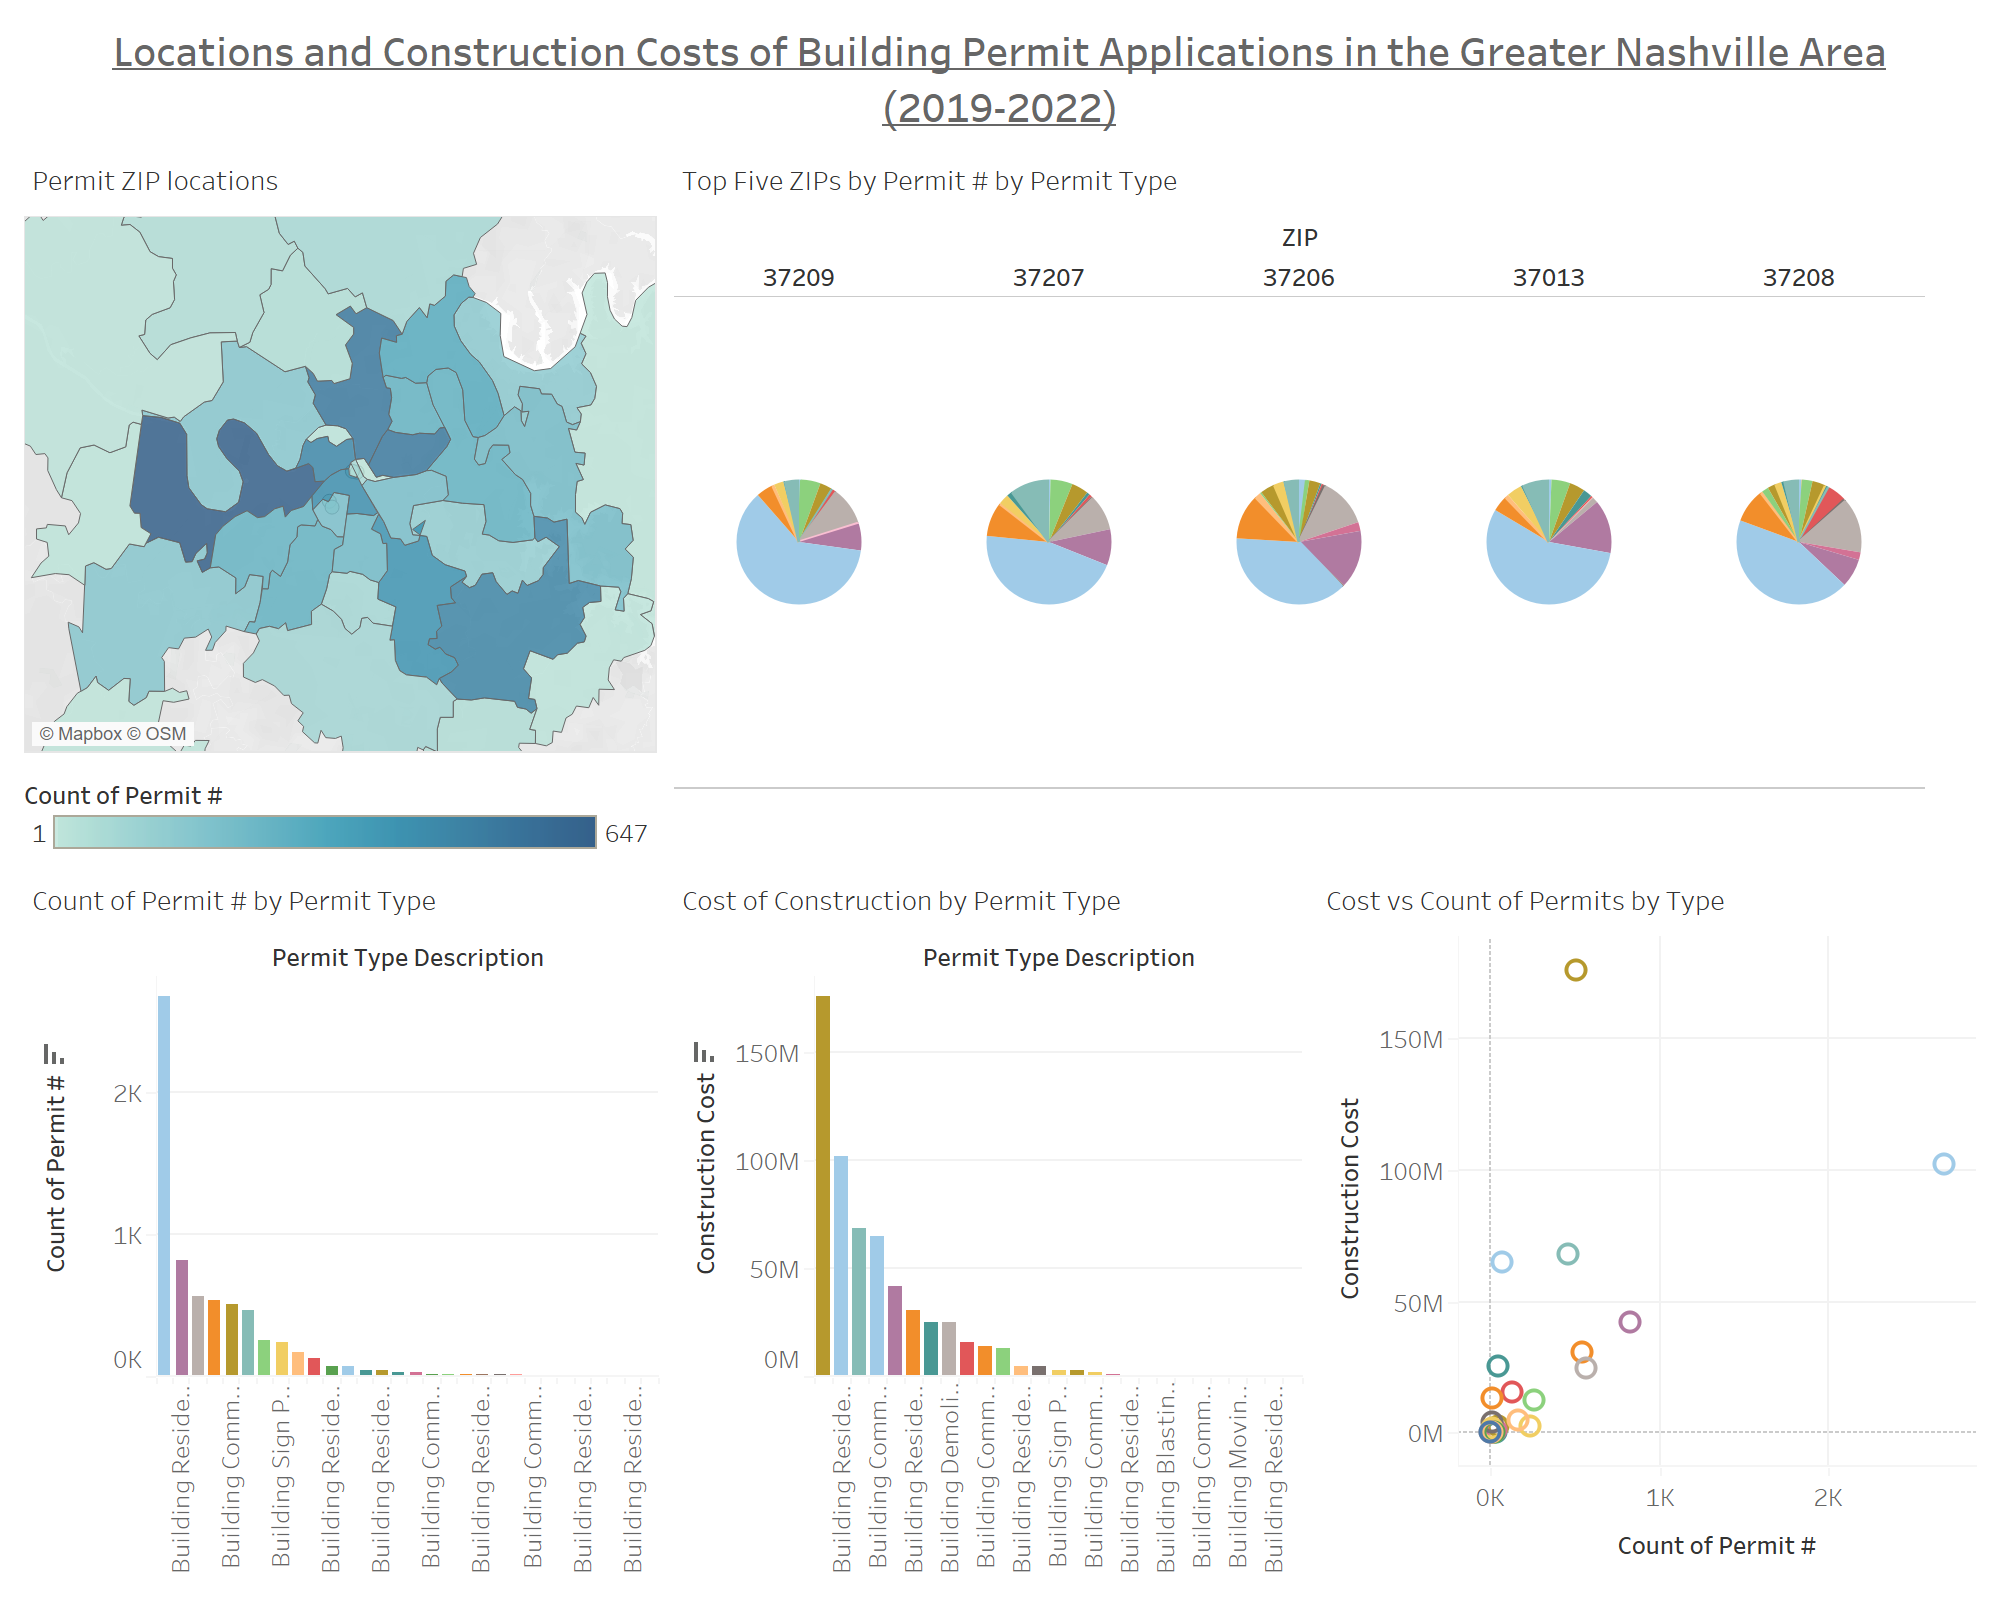 Locations and Construction Costs of Building Permit Applications in the Greater Nashville Area
(2019-2022)
Permit ZIP locations
© Mapbox © OSM
Count of Permit #
1
647
Top Five ZIPs by Permit # by Permit Type
ZIP
37209
37207
37206
37013
37208
Count of Permit # by Permit Type
Permit Type Description
Count of Permit #
2K
1K
0K
Building Reside..
Building Comm..
Building Sign P..
Building Reside..
Building Reside..
Building Comm..
Building Reside..
Building Comm..
Building Reside..
Building Reside..
Cost of Construction by Permit Type
Permit Type Description
Construction Cost
150M
100M
50M
0M
Building Reside..
Building Comm..
Building Reside..
Building Demoli..
Building Comm..
Building Reside..
Building Sign P..
Building Comm..
Building Reside..
Building Blastin..
Building Comm..
Building Movin..
Building Reside..
Cost vs Count of Permits by Type
Construction Cost
150M
100M
50M
0M
0K
1K
2K
Count of Permit #